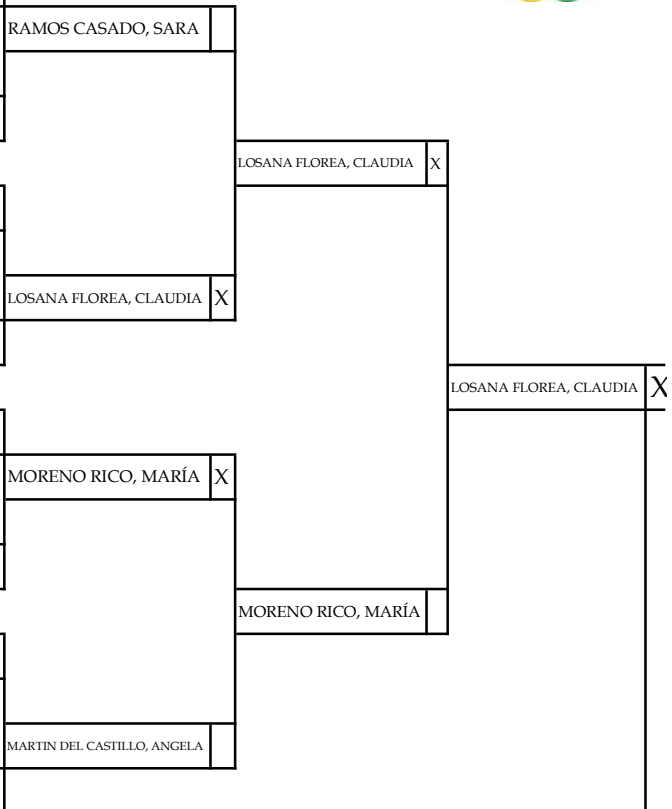 RAMOS CASADO, SARA
LOSANA FLOREA, CLAUDIA X
LOSANA FLOREA, CLAUDIA X
LOSANA FLOREA, CLAUDIA X
MORENO RICO, MARÍA X
MORENO RICO, MARÍA
MARTIN DEL CASTILLO, ANGELA